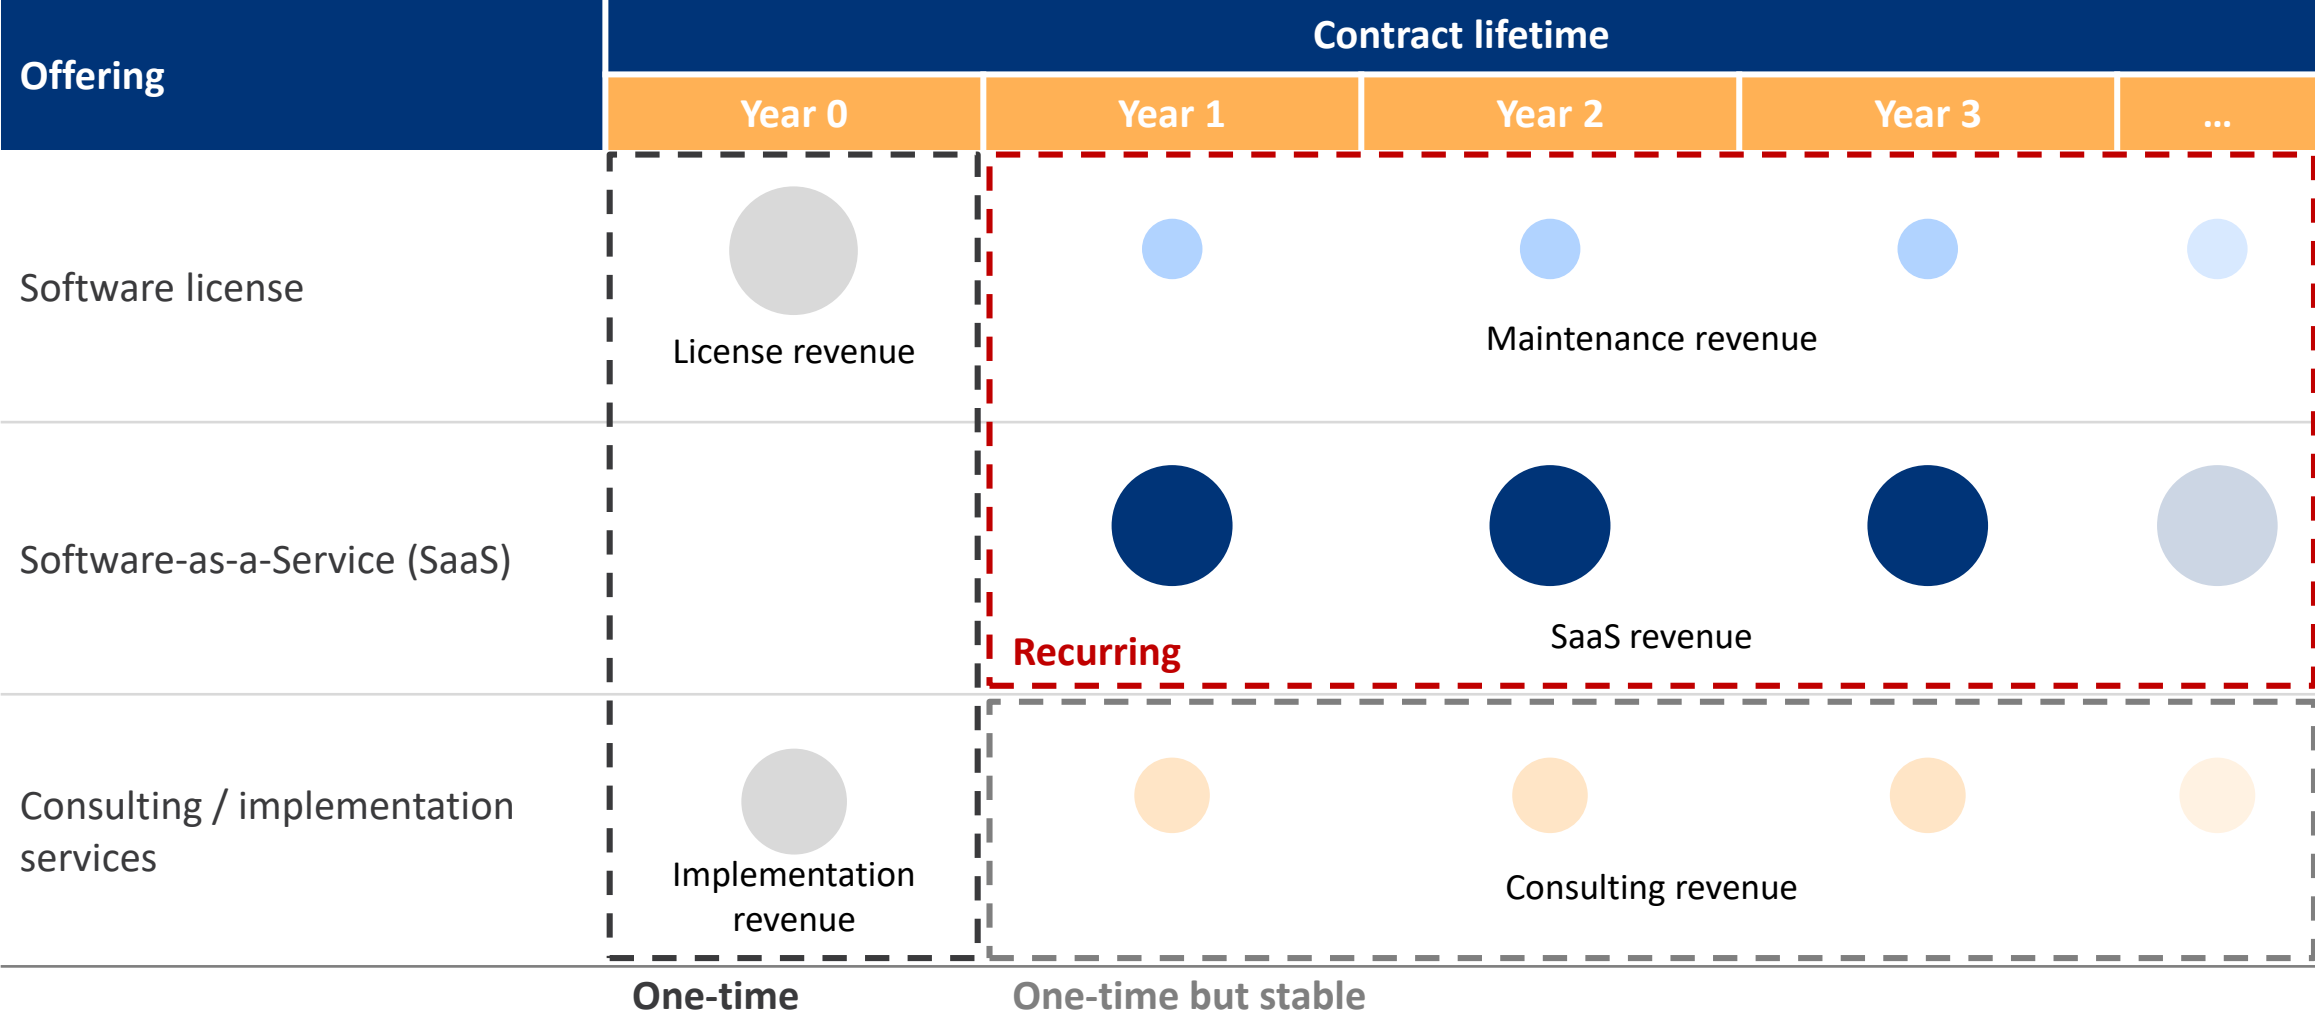 Offering
Contract lifetime
Year 0
Year 1
Year 2
Year 3
...
Software license
License revenue
Maintenance revenue
Software-as-a-Service (SaaS)
SaaS revenue
Recurring
Consulting / implementation
services
Implementation
revenue
Consulting revenue
One-time
One-time but stable